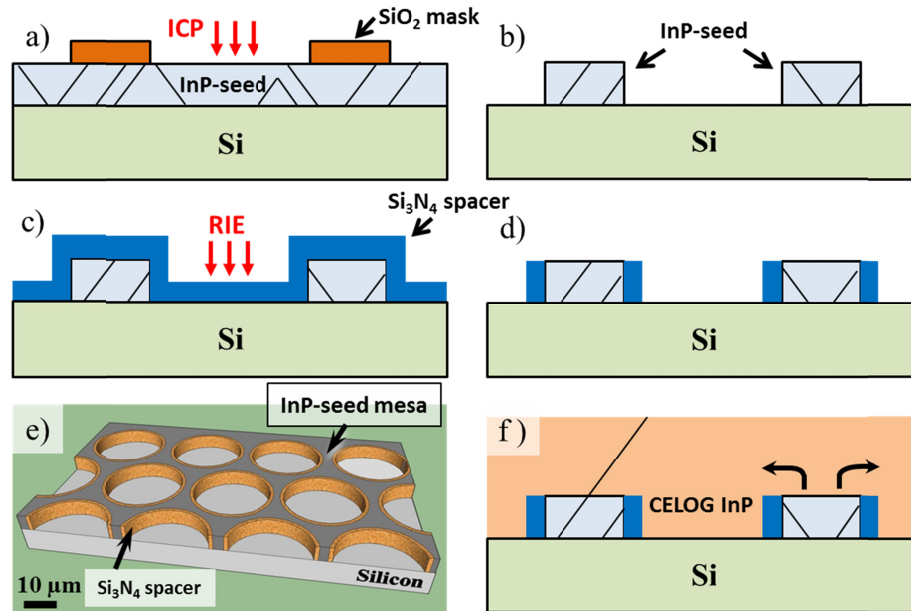 a)
ICP
SiO₂ mask
InP-seed
Si
b)
InP-seed
Si
c)
RIE
Si₃N₄ spacer
Si
d)
Si
e)
InP-seed mesa
Silicon
10 µm
Si₃N₄ spacer
f )
CELOG InP
Si